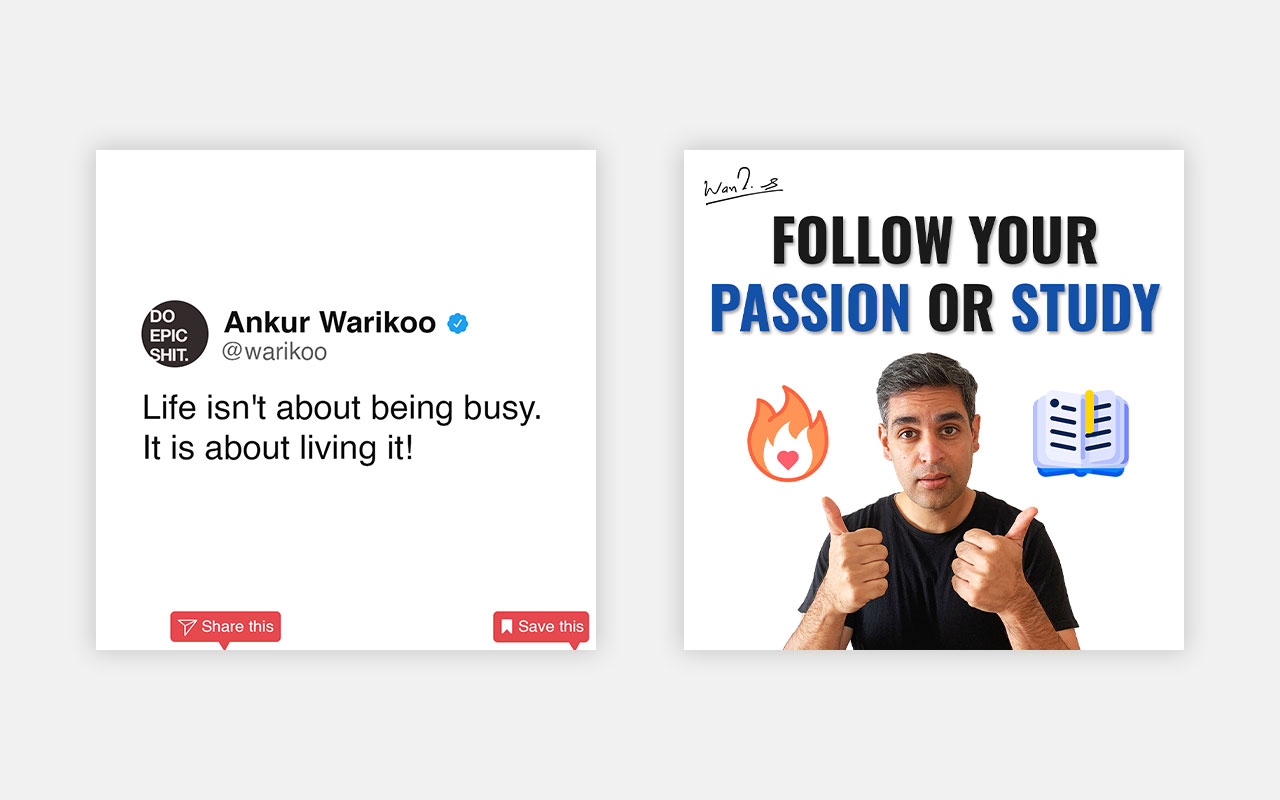 DO
EPIC
SHIT.
Ankur Warikoo
@warikoo
Life isn't about being busy.
It is about living it!
Share this
Save this
FOLLOW YOUR
PASSION OR STUDY